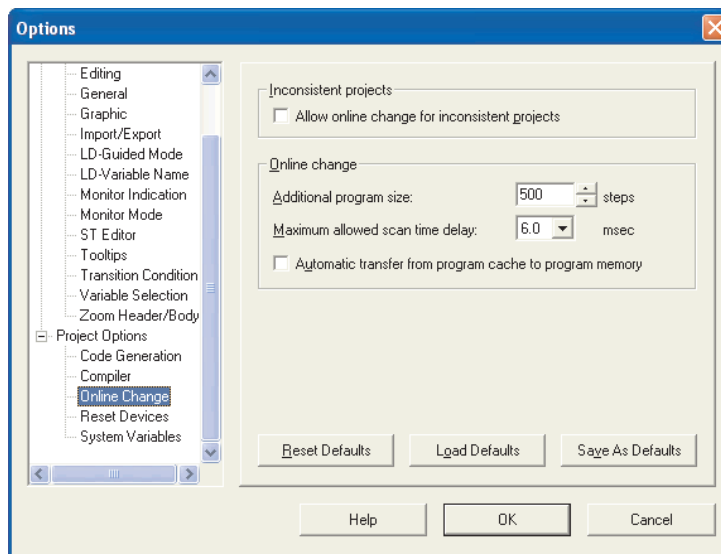 Options
Editing
General
Graphic
Import/Export
LD-Guided Mode
LD-Variable Name
Monitor Indication
Monitor Mode
ST Editor
Tooltips
Transition Condition
Variable Selection
Zoom Header/Body
Project Options
Code Generation
Compiler
Online Change
Reset Devices
System Variables
Inconsistent projects
Allow online change for inconsistent projects
Online change
Additional program size: 500 steps
Maximum allowed scan time delay: 6.0 msec
Automatic transfer from program cache to program memory
Reset Defaults Load Defaults Save As Defaults
Help OK Cancel